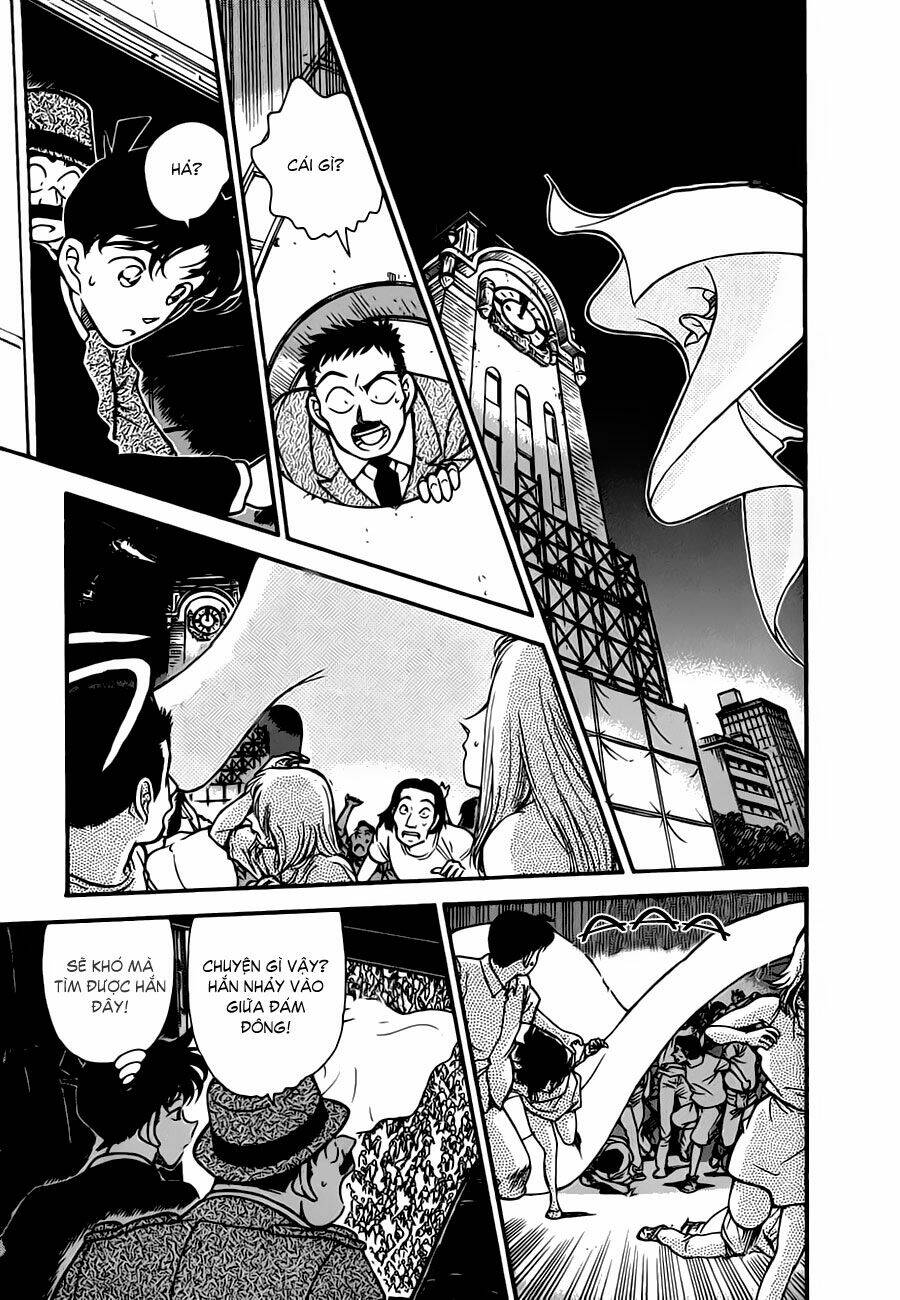 CÁI GÌ?
HẢ?
AAA
CHUYỆN GÌ VẬY?
HẮN NHẢY VÀO
GIỮA ĐÁM
ĐÔNG!
SẼ KHÓ MÀ
TÌM ĐƯỢC HẮN
ĐÂY!